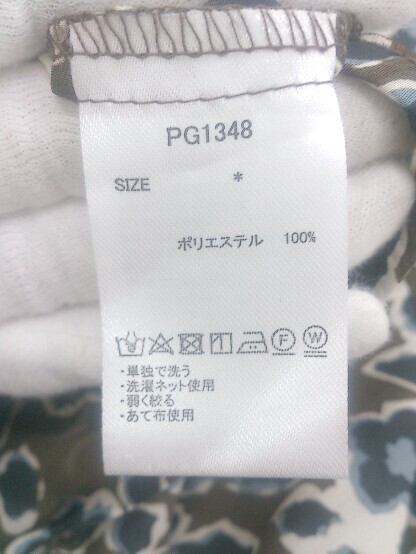 PG1348
SIZE *
ポリエステル 100%
F W
・単独で洗う
・洗濯ネット使用
・弱く絞る
・あて布使用